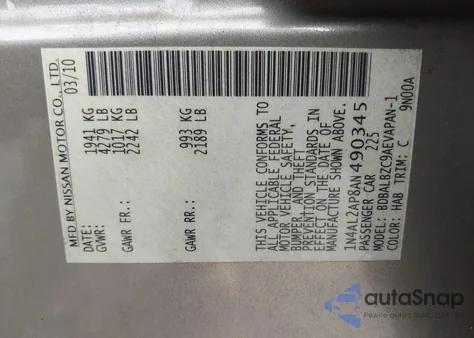 MFD BY NISSAN MOTOR CO., LTD.
DATE: 03/10
GVWR: 1941 KG
4279 LB
GAWR FR.: 1017 KG
2242 LB
GAWR RR.: 993 KG
2189 LB
THIS VEHICLE CONFORMS TO
ALL APPLICABLE FEDERAL
MOTOR VEHICLE SAFETY,
BUMPER, AND THEFT
PREVENTION STANDARDS IN
EFFECT ON THE DATE OF
MANUFACTURE SHOWN ABOVE.
1N4AL2AP8AN490345
PASSENGER CAR 225
MODEL: BDBALBZC9AEVAPAN-1
COLOR: HAB TRIM: C 9N00A
autoSnap
Pewne auto z USA